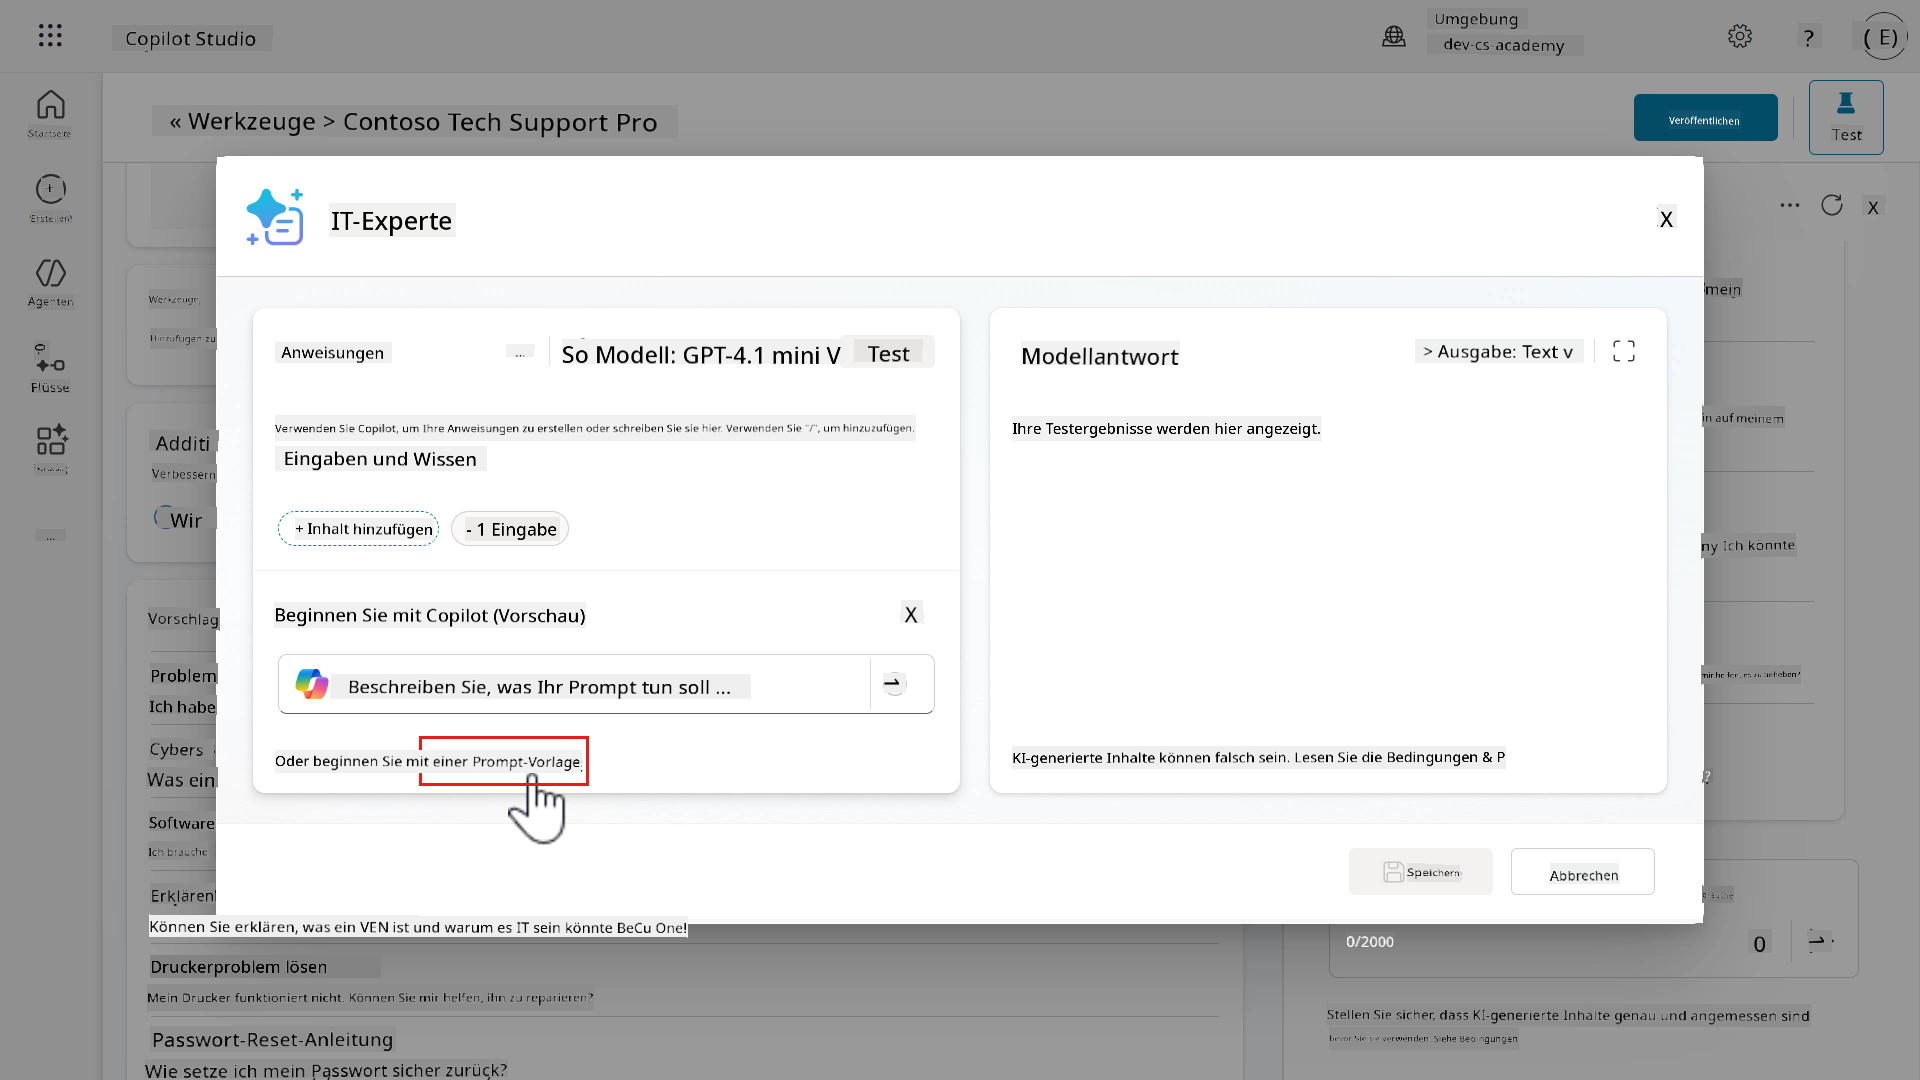 Copilot Studio
Umgebung
dev-cs-academy
?
( E)
« Werkzeuge > Contoso Tech Support Pro
Veröffentlichen
Test
Startseite
Erstellen!
Agenten
Flüsse
...
IT-Experte
X
... X
Anweisungen
...
So Modell: GPT-4.1 mini V
Test
Verwenden Sie Copilot, um Ihre Anweisungen zu erstellen oder schreiben Sie sie hier. Verwenden Sie "/", um hinzuzufügen.
Eingaben und Wissen
+ Inhalt hinzufügen
- 1 Eingabe
Beginnen Sie mit Copilot (Vorschau)
X
Beschreiben Sie, was Ihr Prompt tun soll ...
Oder beginnen Sie mit einer Prompt-Vorlage.
Modellantwort
> Ausgabe: Text v
Ihre Testergebnisse werden hier angezeigt.
KI-generierte Inhalte können falsch sein. Lesen Sie die Bedingungen & P
Speichern
Abbrechen
Werkzeuge,
Hinzufügen zu
Additi
Verbessern
Wir
Vorschlag
Problem
Ich habe
Cybers
Was ein
Software
Ich brauche
Erklären
Können Sie erklären, was ein VEN ist und warum es IT sein könnte BeCu One!
Druckerproblem lösen
Mein Drucker funktioniert nicht. Können Sie mir helfen, ihn zu reparieren?
Passwort-Reset-Anleitung
Wie setze ich mein Passwort sicher zurück?
mein
in auf meinem
ny Ich könnte
mir helfen, es zu beheben?
?
0/2000
0
Stellen Sie sicher, dass KI-generierte Inhalte genau und angemessen sind
bevor Sie sie verwenden. Siehe Bedingungen